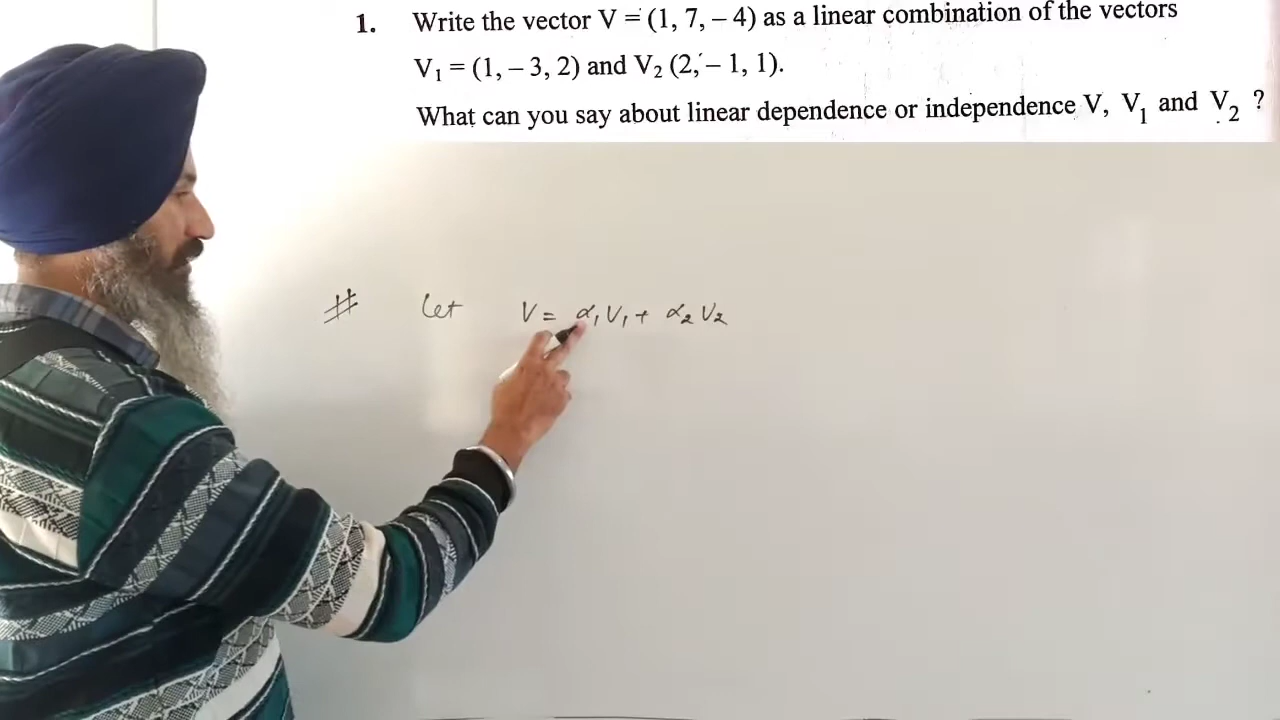 1. Write the vector V = (1, 7, – 4) as a linear combination of the vectors
V₁ = (1, – 3, 2) and V₂ (2, – 1, 1).
What can you say about linear dependence or independence V, V₁ and V₂ ?
# Let V = α₁V₁ + α₂V₂